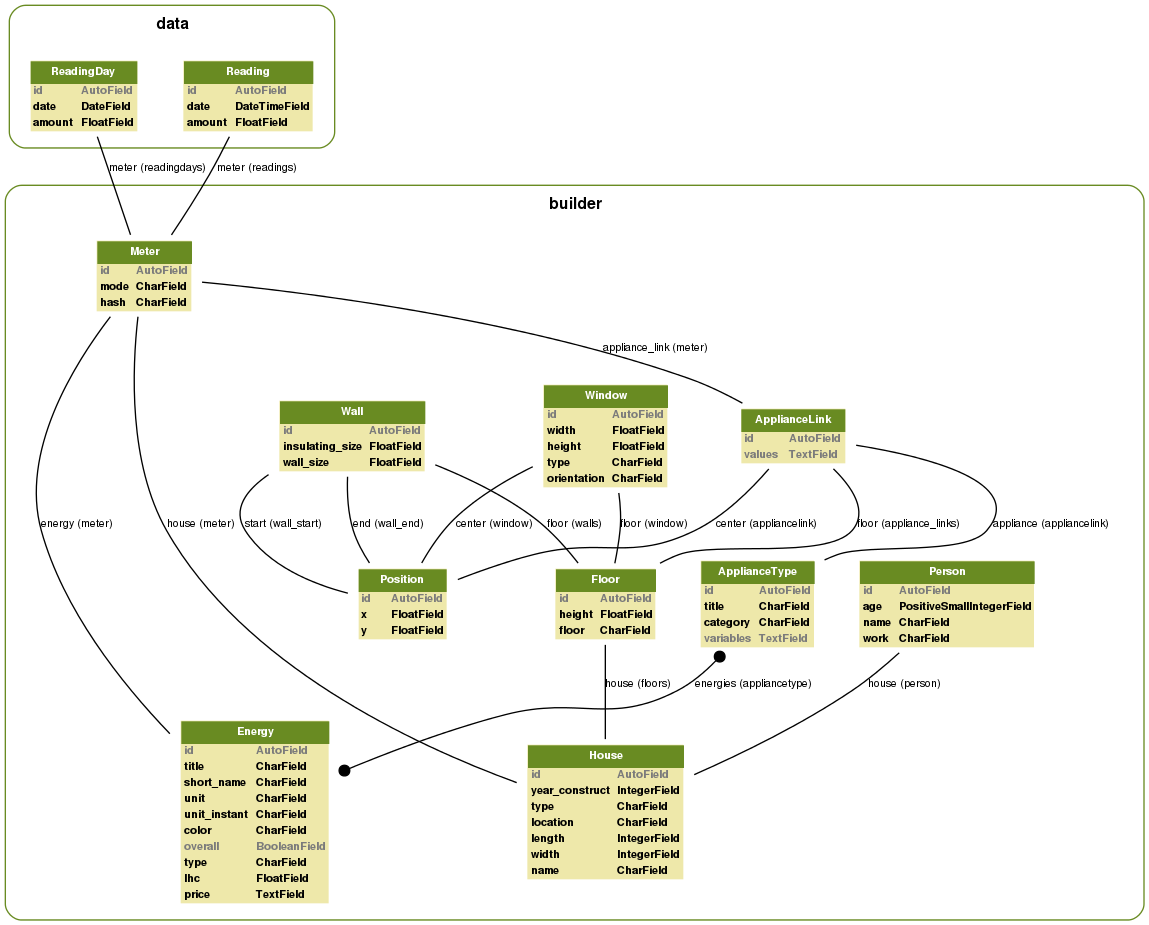 data
ReadingDay
id AutoField
date DateField
amount FloatField
Reading
id AutoField
date DateTimeField
amount FloatField
meter (readingdays)
meter (readings)
builder
Meter
id AutoField
mode CharField
hash CharField
appliance_link (meter)
Wall
id AutoField
insulating_size FloatField
wall_size FloatField
Window
id AutoField
width FloatField
height FloatField
type CharField
orientation CharField
ApplianceLink
id AutoField
values TextField
energy (meter)
house (meter)
start (wall_start)
end (wall_end)
center (window)
floor (walls)
floor (window)
center (appliancelink)
floor (appliance_links)
appliance (appliancelink)
Position
id AutoField
x FloatField
y FloatField
Floor
id AutoField
height FloatField
floor CharField
ApplianceType
id AutoField
title CharField
category CharField
variables TextField
Person
id AutoField
age PositiveSmallIntegerField
name CharField
work CharField
house (floors)
energies (appliancetype)
house (person)
Energy
id AutoField
title CharField
short_name CharField
unit CharField
unit_instant CharField
color CharField
overall BooleanField
type CharField
lhc FloatField
price TextField
House
id AutoField
year_construct IntegerField
type CharField
location CharField
length IntegerField
width IntegerField
name CharField